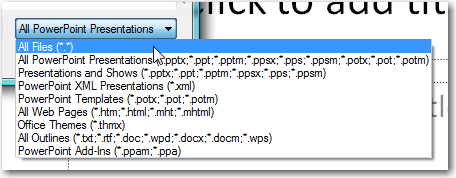 lick to add tit
All PowerPoint Presentations
All Files (*.*)
All PowerPoint Presentations (*.pptx;*.ppt;*.pptm;*.ppsx;*.pps;*.ppsm;*.potx;*.pot;*.potm)
Presentations and Shows (*.pptx;*.ppt;*.pptm;*.ppsx;*.pps;*.ppsm)
PowerPoint XML Presentations (*.xml)
PowerPoint Templates (*.potx;*.pot;*.potm)
All Web Pages (*.htm;*.html;*.mht;*.mhtml)
Office Themes (*.thmx)
All Outlines (*.txt;*.rtf;*.doc;*.wpd;*.docx;*.docm;*.wps)
PowerPoint Add-Ins (*.ppam;*.ppa)